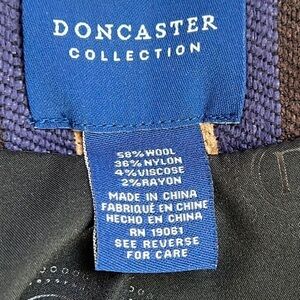 DONCASTER
COLLECTION
58% WOOL
36% NYLON
4% VISCOSE
2% RAYON
MADE IN CHINA
FABRIQUÉ EN CHINE
HECHO EN CHINA
RN 19061
SEE REVERSE
FOR CARE